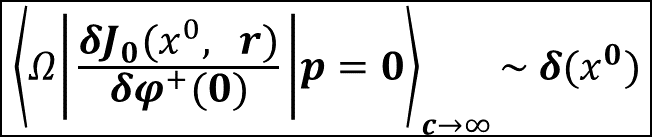 ⟨Ω|δJ₀(x⁰, r)/δφ⁺(0)|p = 0⟩_{c→∞} ~ δ(x⁰)